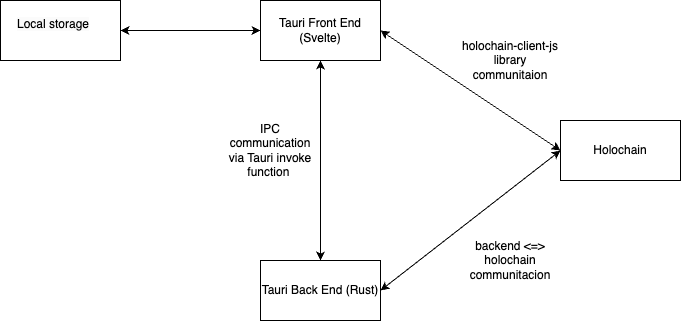 Local storage
Tauri Front End
(Svelte)
holochain-client-js
library
communitaion
IPC
communication
via Tauri invoke
function
Holochain
backend <=>
holochain
communitacion
Tauri Back End (Rust)